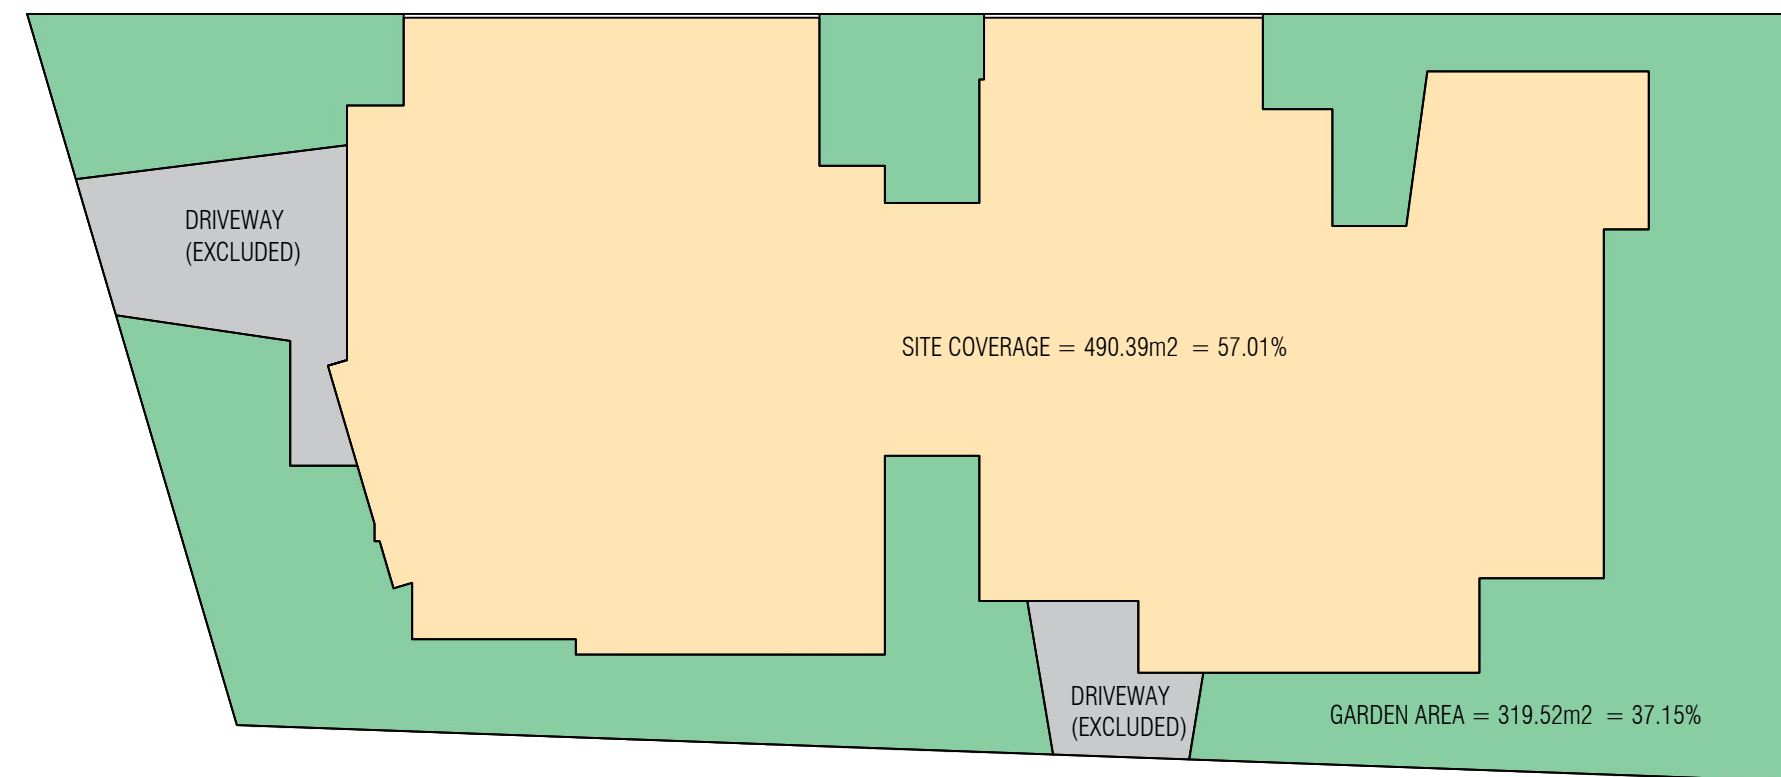 DRIVEWAY
(EXCLUDED)
SITE COVERAGE = 490.39m2 = 57.01%
DRIVEWAY
(EXCLUDED)
GARDEN AREA = 319.52m2 = 37.15%